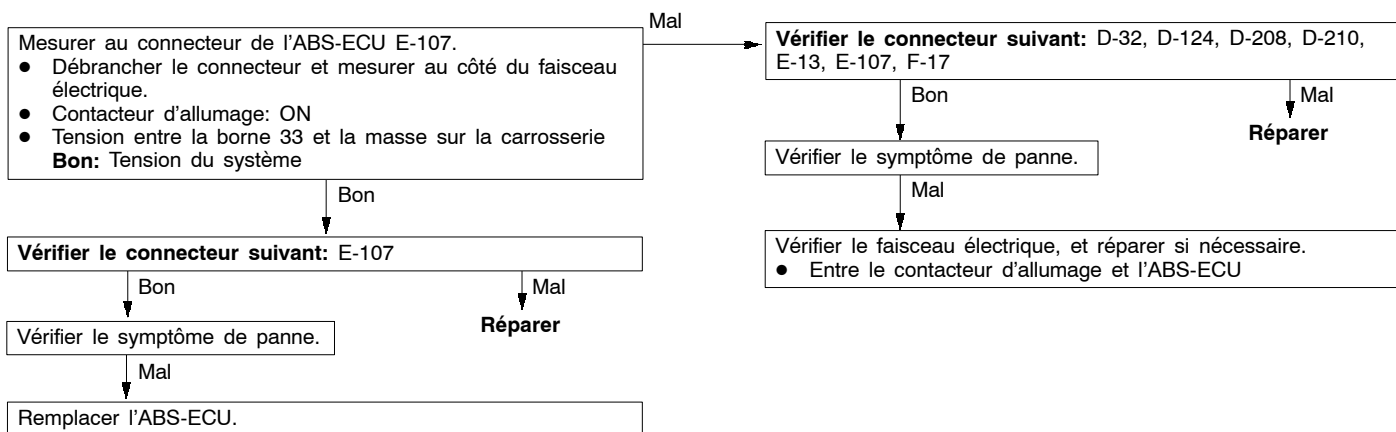 Mesurer au connecteur de l'ABS-ECU E-107.
● Débrancher le connecteur et mesurer au côté du faisceau
électrique.
● Contacteur d'allumage: ON
● Tension entre la borne 33 et la masse sur la carrosserie
Bon: Tension du système
Mal
Vérifier le connecteur suivant: D-32, D-124, D-208, D-210,
E-13, E-107, F-17
Bon
Mal
Réparer
Vérifier le symptôme de panne.
Mal
Vérifier le faisceau électrique, et réparer si nécessaire.
● Entre le contacteur d'allumage et l'ABS-ECU
Bon
Vérifier le connecteur suivant: E-107
Bon
Mal
Réparer
Vérifier le symptôme de panne.
Mal
Remplacer l'ABS-ECU.